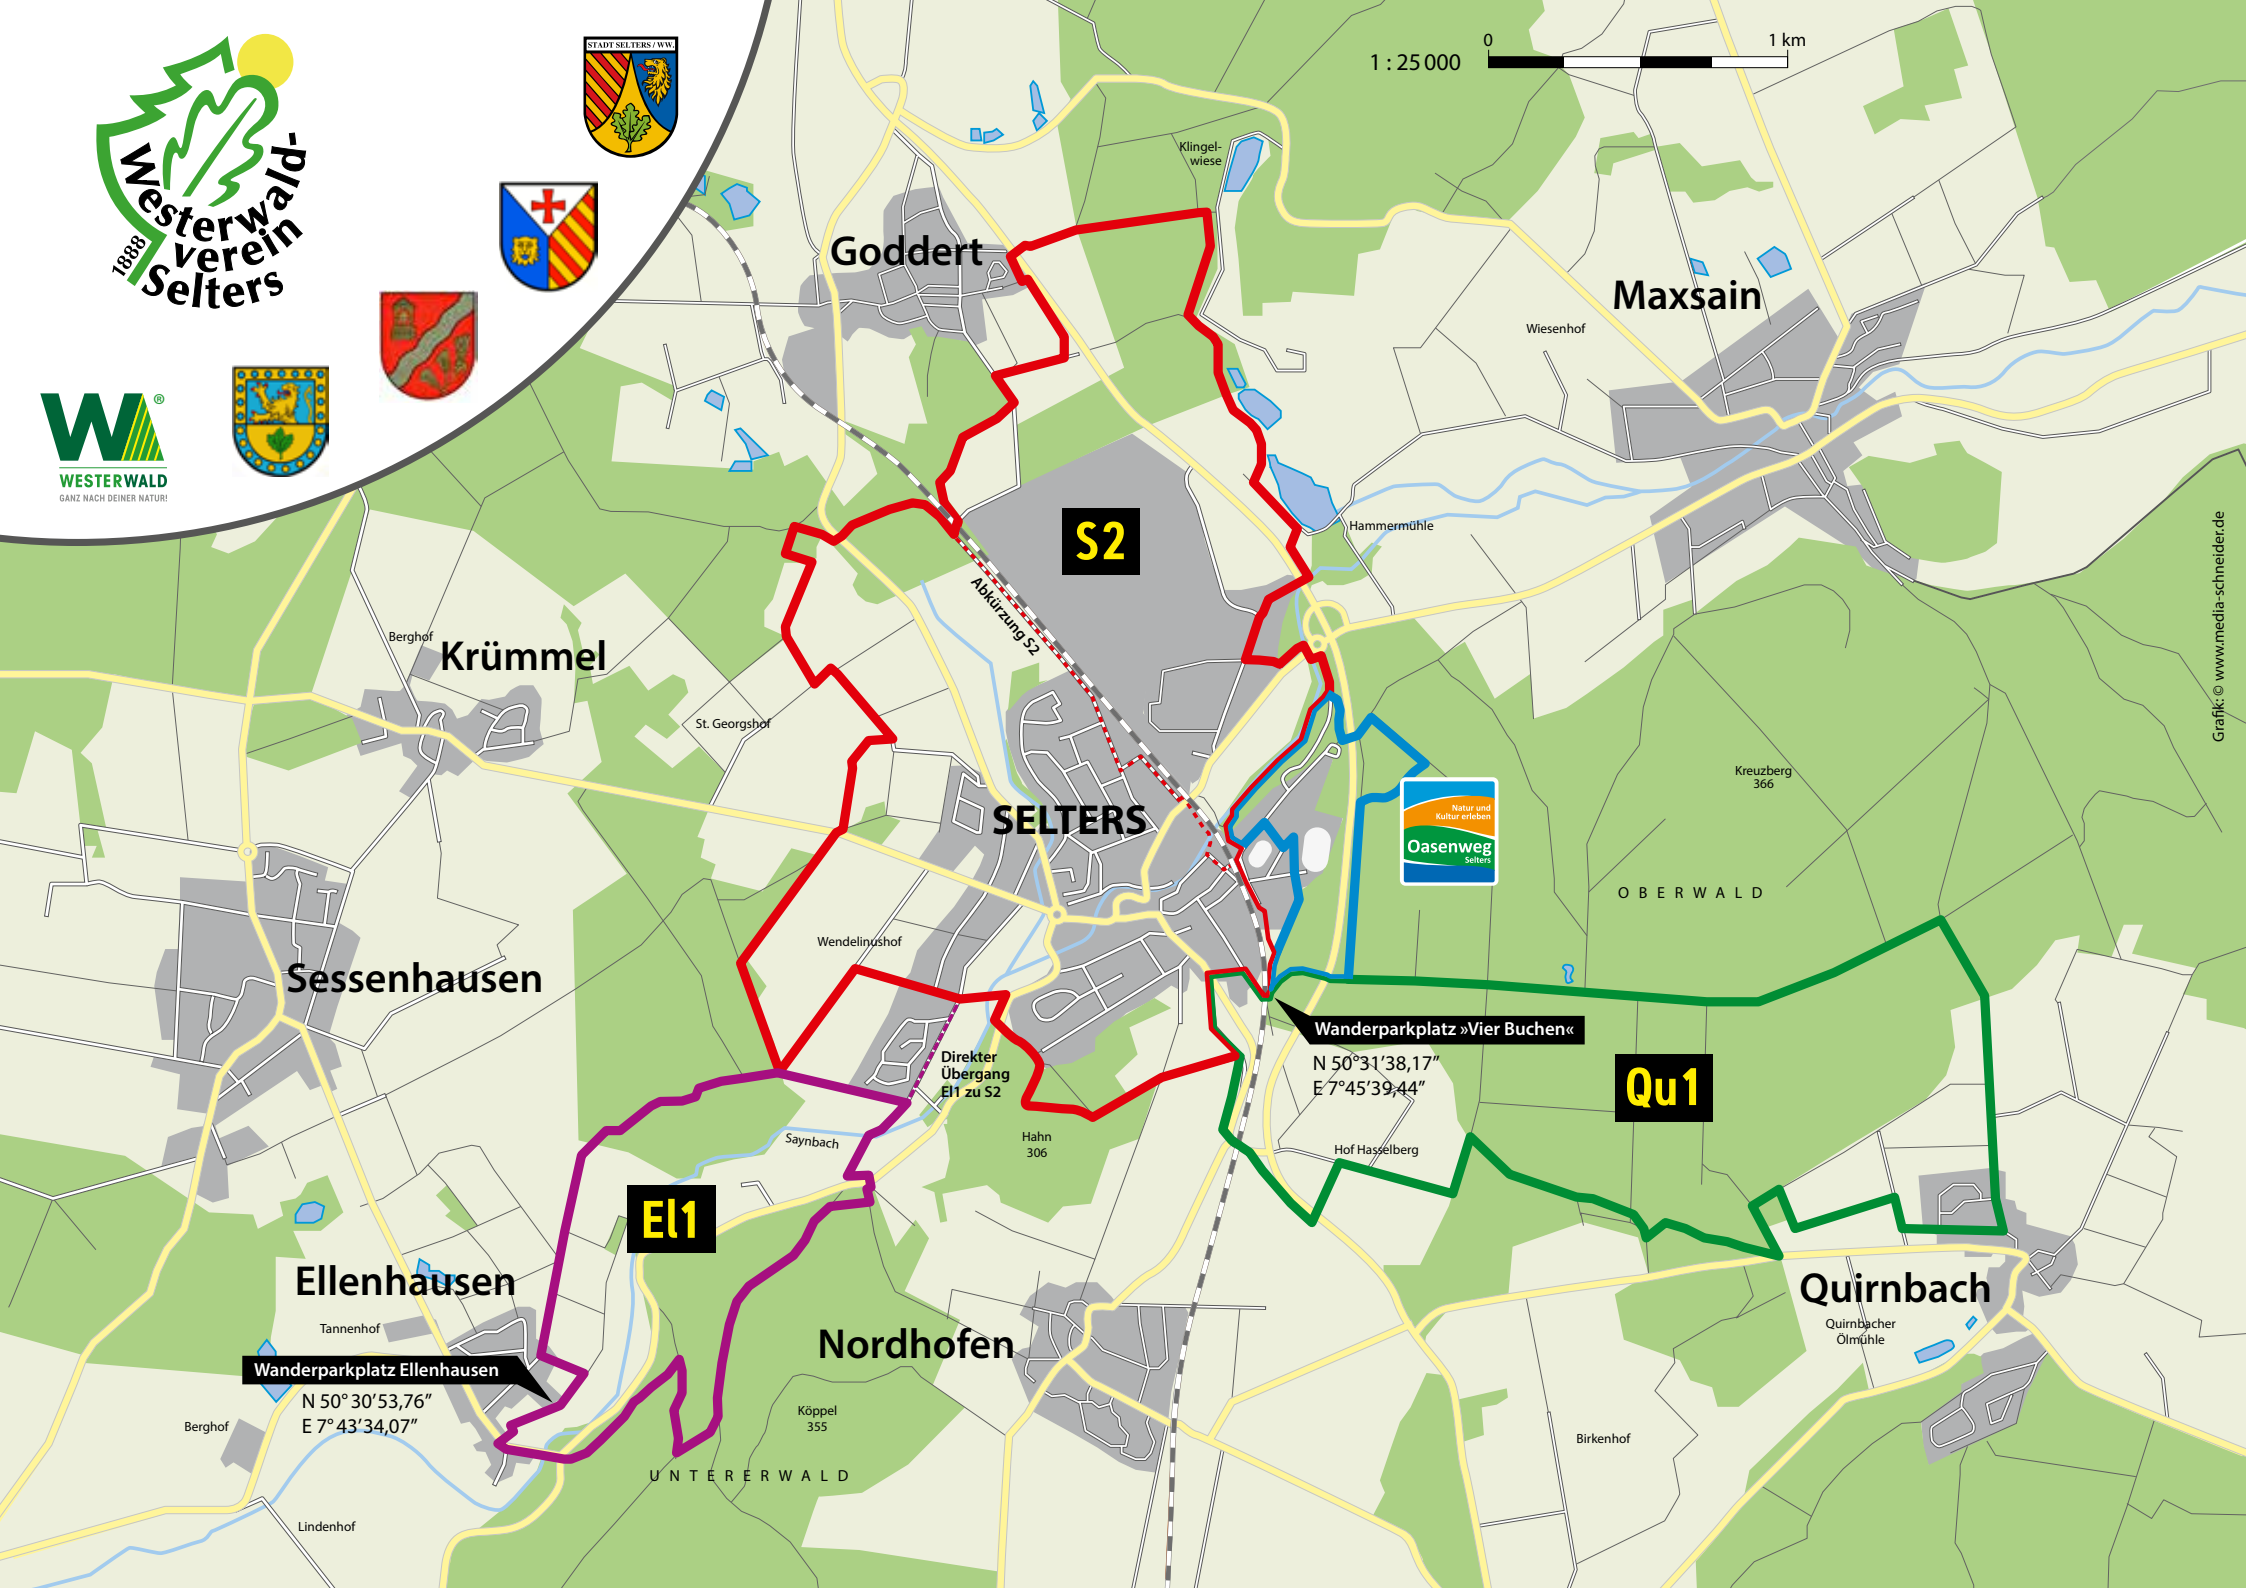 Westerwald-
verein
Selters
1888
STADT SELTERS / WW.
WA®
WESTERWALD
GANZ NACH DEINER NATUR!
1 : 25 000
0
1 km
Klingel-
wiese
Goddert
Maxsain
Wiesenhof
Hammermühle
S2
Abkürzung S2
Berghof
Krümmel
St. Georgshof
Kreuzberg
366
SELTERS
Natur und
Kultur erleben
Oasenweg
Selters
OBERWALD
Wendelinushof
Sessenhausen
Wanderparkplatz »Vier Buchen«
N 50°31’38,17’’
E 7°45’39,44’’
Direkter
Übergang
El1 zu S2
Qu1
Saynbach
Hahn
306
Hof Hasselberg
El1
Ellenhausen
Quirnbach
Tannenhof
Quirnbacher
Ölmühle
Nordhofen
Wanderparkplatz Ellenhausen
N 50° 30’53,76’’
E 7° 43’34,07’’
Köppel
355
Berghof
Birkenhof
UNTERERWALD
Lindenhof
Grafik: © www.media-schneider.de